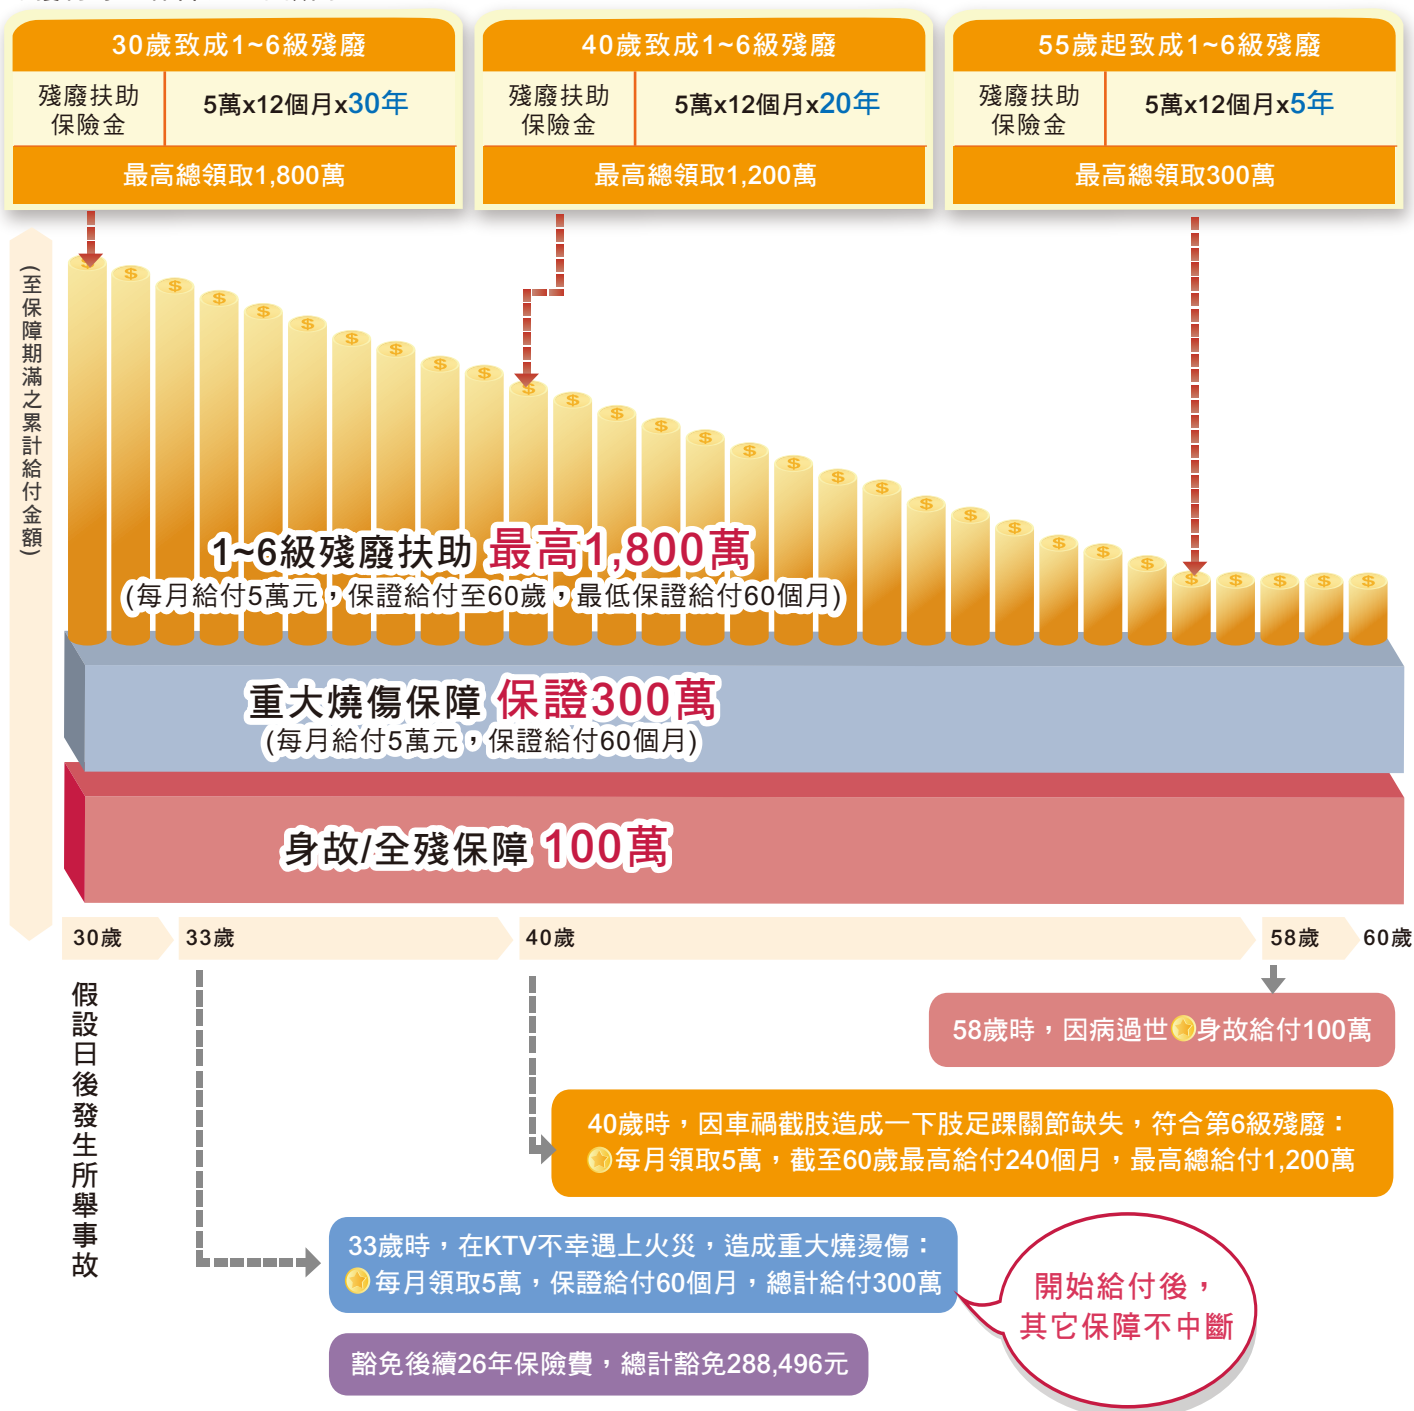 30歲致成1~6級殘廢
殘廢扶助
保險金
5萬x12個月x30年
最高總領取1,800萬
40歲致成1~6級殘廢
殘廢扶助
保險金
5萬x12個月x20年
最高總領取1,200萬
55歲起致成1~6級殘廢
殘廢扶助
保險金
5萬x12個月x5年
最高總領取300萬
(至保障期滿之累計給付金額)
1~6級殘廢扶助 最高1,800萬
(每月給付5萬元，保證給付至60歲，最低保證給付60個月)
重大燒傷保障 保證300萬
(每月給付5萬元，保證給付60個月)
身故/全殘保障 100萬
30歲 33歲 40歲 58歲 60歲
假設日後發生所舉事故
58歲時，因病過世 身故給付100萬
40歲時，因車禍截肢造成一下肢足踝關節缺失，符合第6級殘廢：
每月領取5萬，截至60歲最高給付240個月，最高總給付1,200萬
33歲時，在KTV不幸遇上火災，造成重大燒燙傷：
每月領取5萬，保證給付60個月，總計給付300萬
開始給付後，
其它保障不中斷
豁免後續26年保險費，總計豁免288,496元